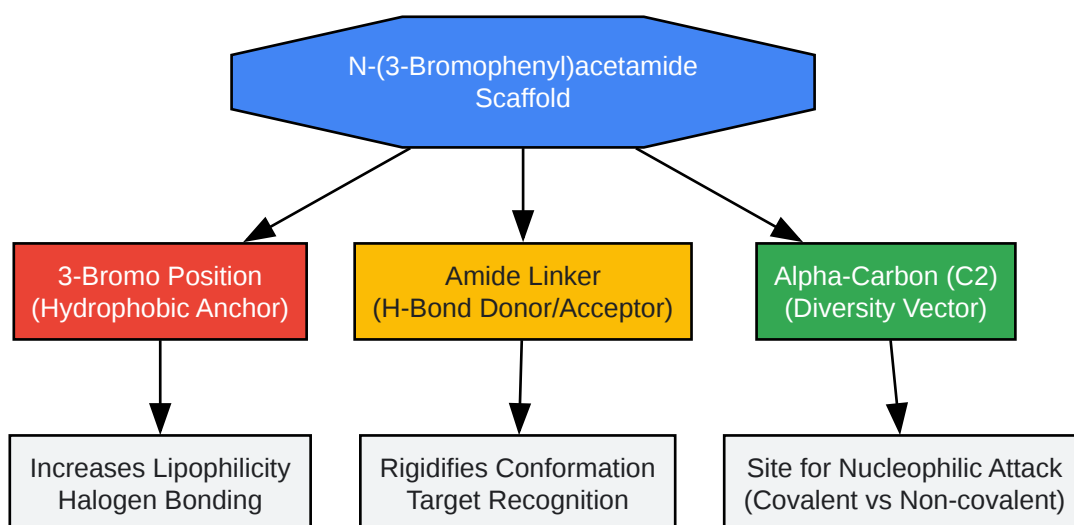 N-(3-Bromophenyl)acetamide
Scaffold
3-Bromo Position
(Hydrophobic Anchor)
Amide Linker
(H-Bond Donor/Acceptor)
Alpha-Carbon (C2)
(Diversity Vector)
Increases Lipophilicity
Halogen Bonding
Rigidifies Conformation
Target Recognition
Site for Nucleophilic Attack
(Covalent vs Non-covalent)